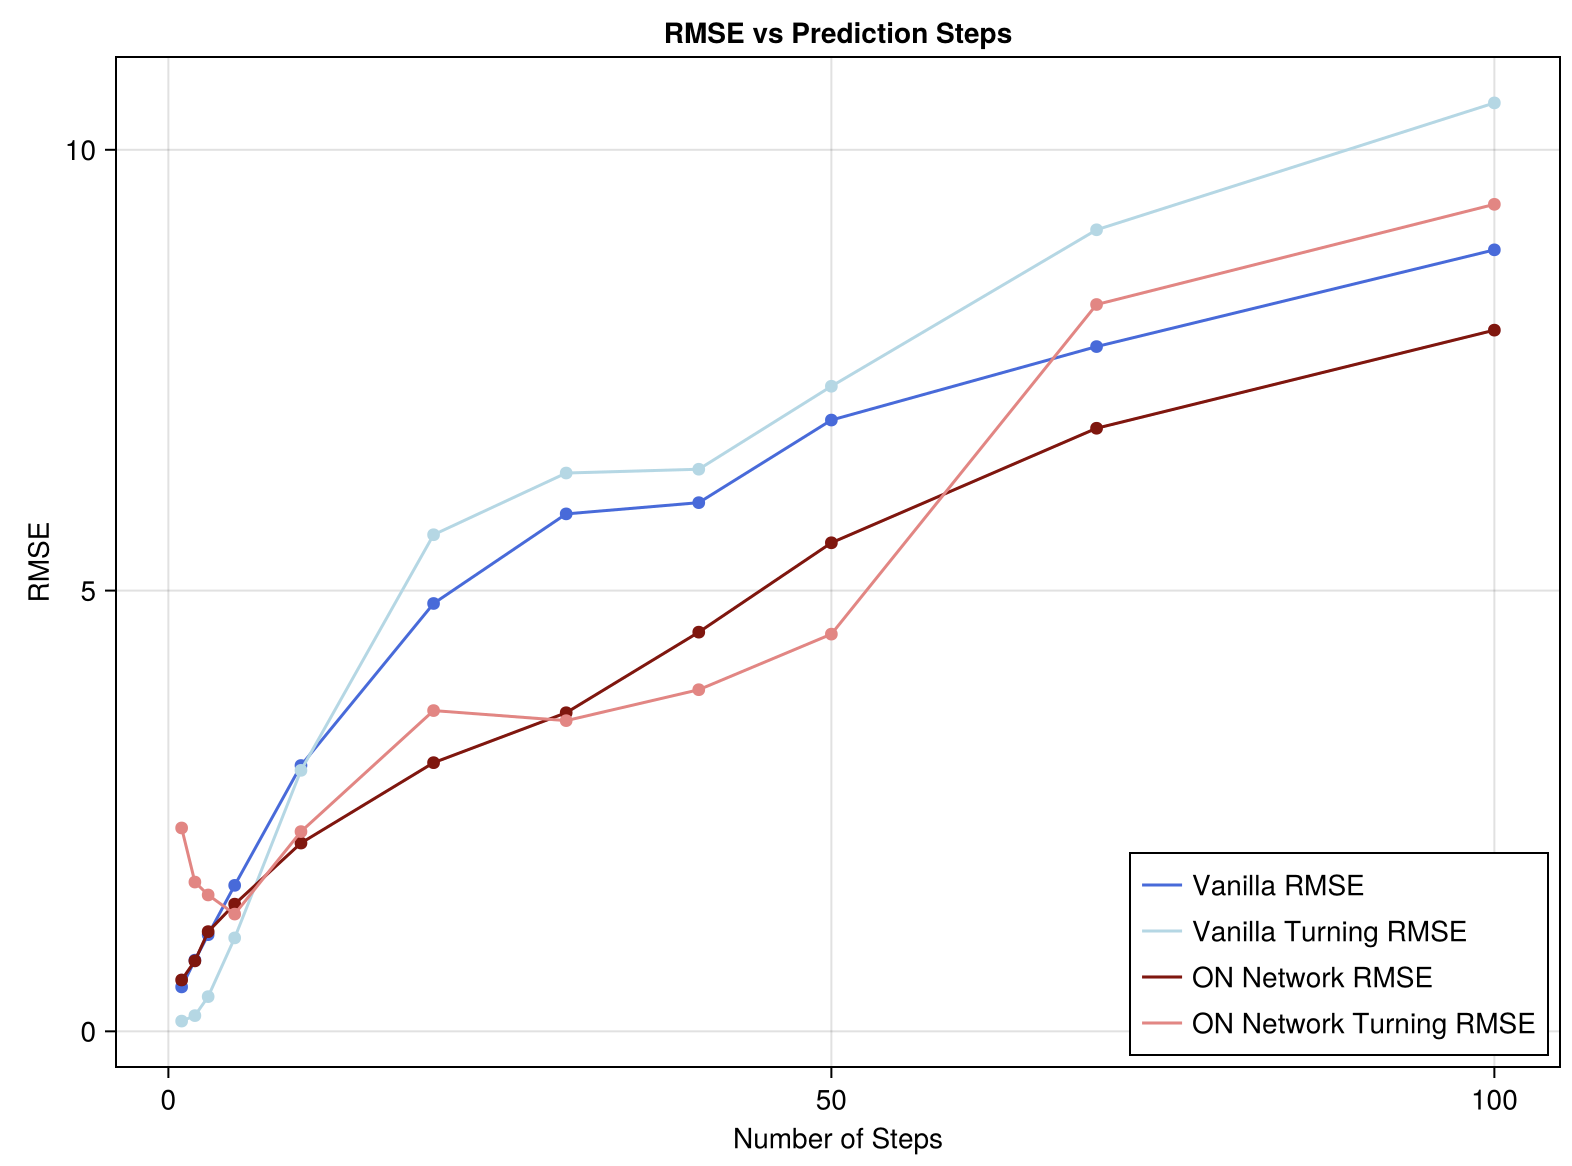 RMSE vs Prediction Steps
10
5
0
RMSE
0
50
100
Number of Steps
Vanilla RMSE
Vanilla Turning RMSE
ON Network RMSE
ON Network Turning RMSE